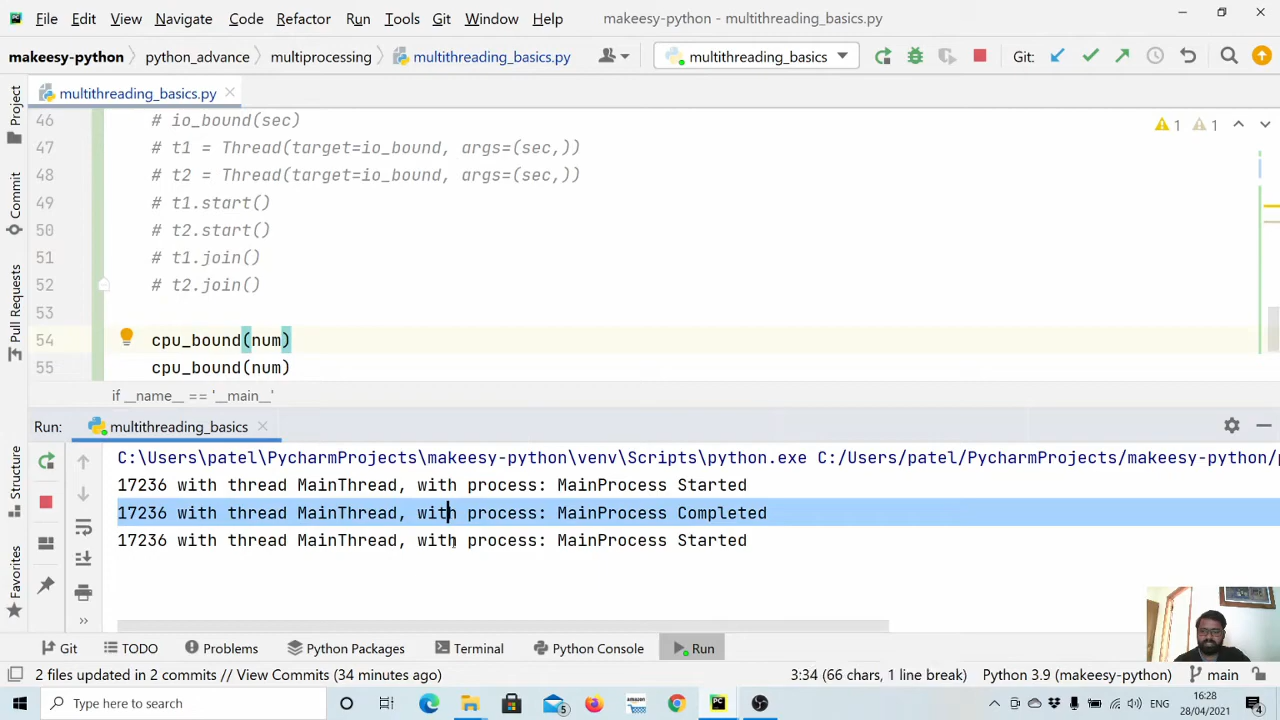 File Edit View Navigate Code Refactor Run Tools Git Window Help makeesy-python - multithreading_basics.py
makeesy-python python_advance multiprocessing multithreading_basics.py multithreading_basics Git:
multithreading_basics.py
Project
Commit
Pull Requests
Structure
Favorites
46 # io_bound(sec)
1 1
47 # t1 = Thread(target=io_bound, args=(sec,))
48 # t2 = Thread(target=io_bound, args=(sec,))
49 # t1.start()
50 # t2.start()
51 # t1.join()
52 # t2.join()
53
54 cpu_bound(num)
55 cpu_bound(num)
if __name__ == '__main__'
Run: multithreading_basics
C:\Users\patel\PycharmProjects\makeesy-python\venv\Scripts\python.exe C:/Users/patel/PycharmProjects/makeesy-python/
17236 with thread MainThread, with process: MainProcess Started
17236 with thread MainThread, with process: MainProcess Completed
17236 with thread MainThread, with process: MainProcess Started
Git TODO Problems Python Packages Terminal Python Console Run
2 files updated in 2 commits // View Commits (34 minutes ago) 3:34 (66 chars, 1 line break) Python 3.9 (makeesy-python) main
Type here to search
amazon
5
16:28
28/04/2021
4